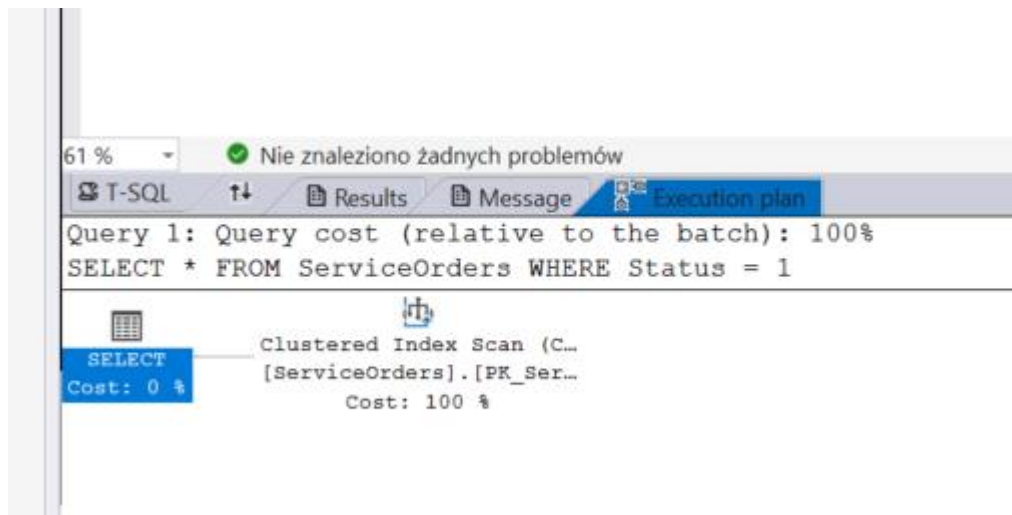 61 %
Nie znaleziono żadnych problemów
T-SQL
Results
Message
Execution plan
Query 1: Query cost (relative to the batch): 100%
SELECT * FROM ServiceOrders WHERE Status = 1
SELECT
Cost: 0 %
Clustered Index Scan (C…
[ServiceOrders].[PK_Ser…
Cost: 100 %